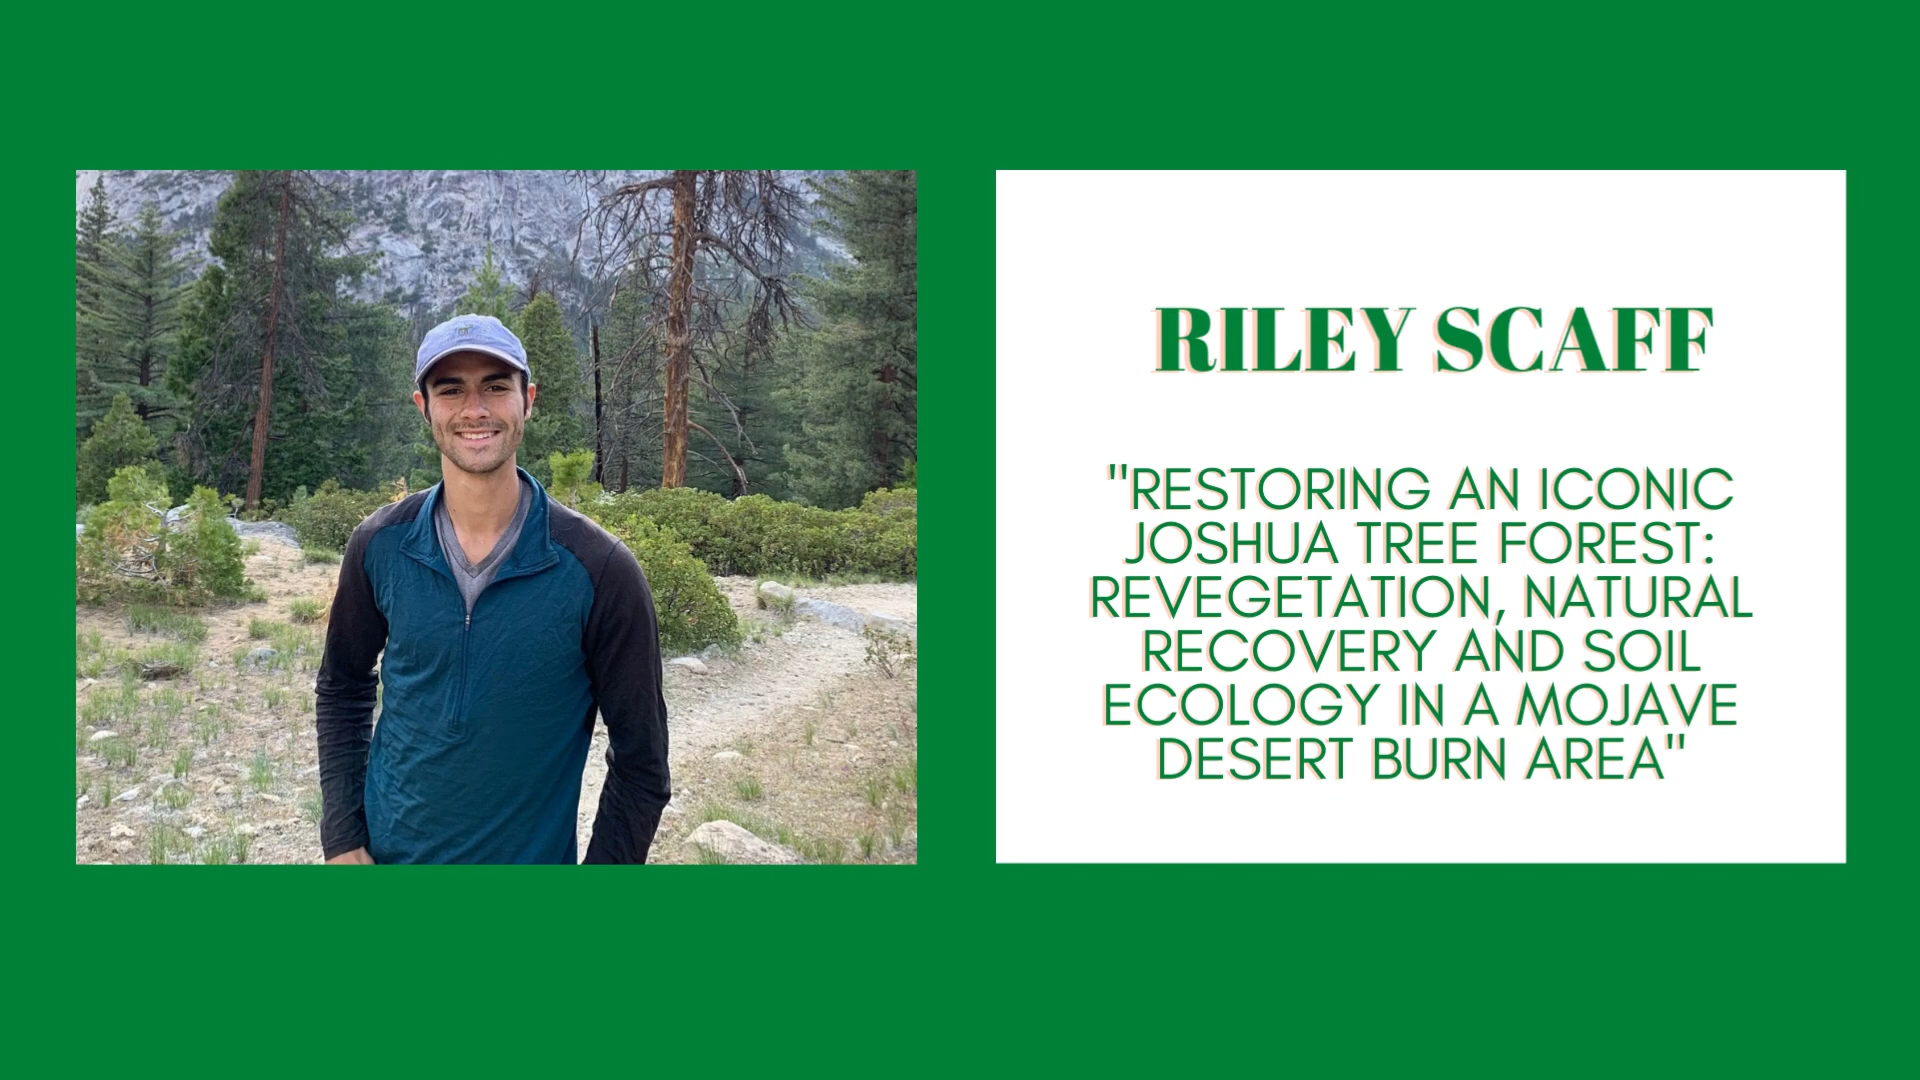 RILEY SCAFF
"RESTORING AN ICONIC
JOSHUA TREE FOREST:
REVEGETATION, NATURAL
RECOVERY AND SOIL
ECOLOGY IN A MOJAVE
DESERT BURN AREA"